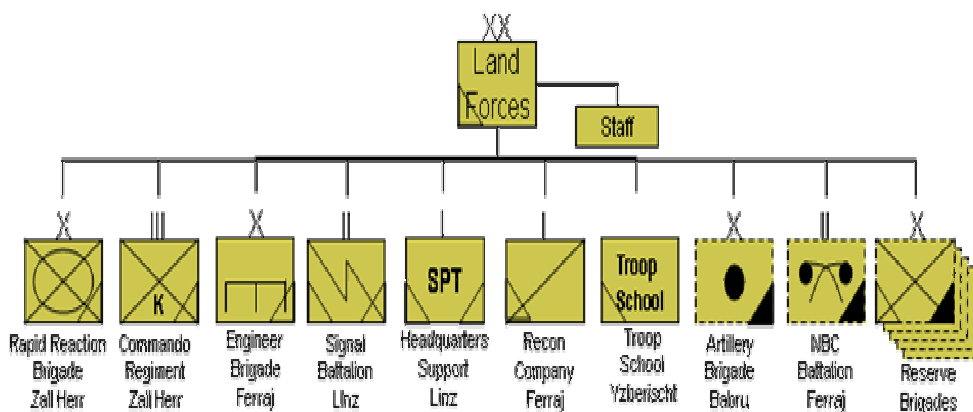 XX
Land
Forces
Staff
X
III
X
II
I
I
X
II
X
K
SPT
Troop
School
Rapid Reaction
Brigade
Zall Herr
Commando
Regiment
Zall Herr
Engineer
Brigade
Ferraj
Signal
Battalion
LInz
Headquarters
Support
Linz
Recon
Company
Ferraj
Troop
School
Yzberischt
Artillery
Brigade
Babru
NBC
Battalion
Ferraj
Reserve
Brigades